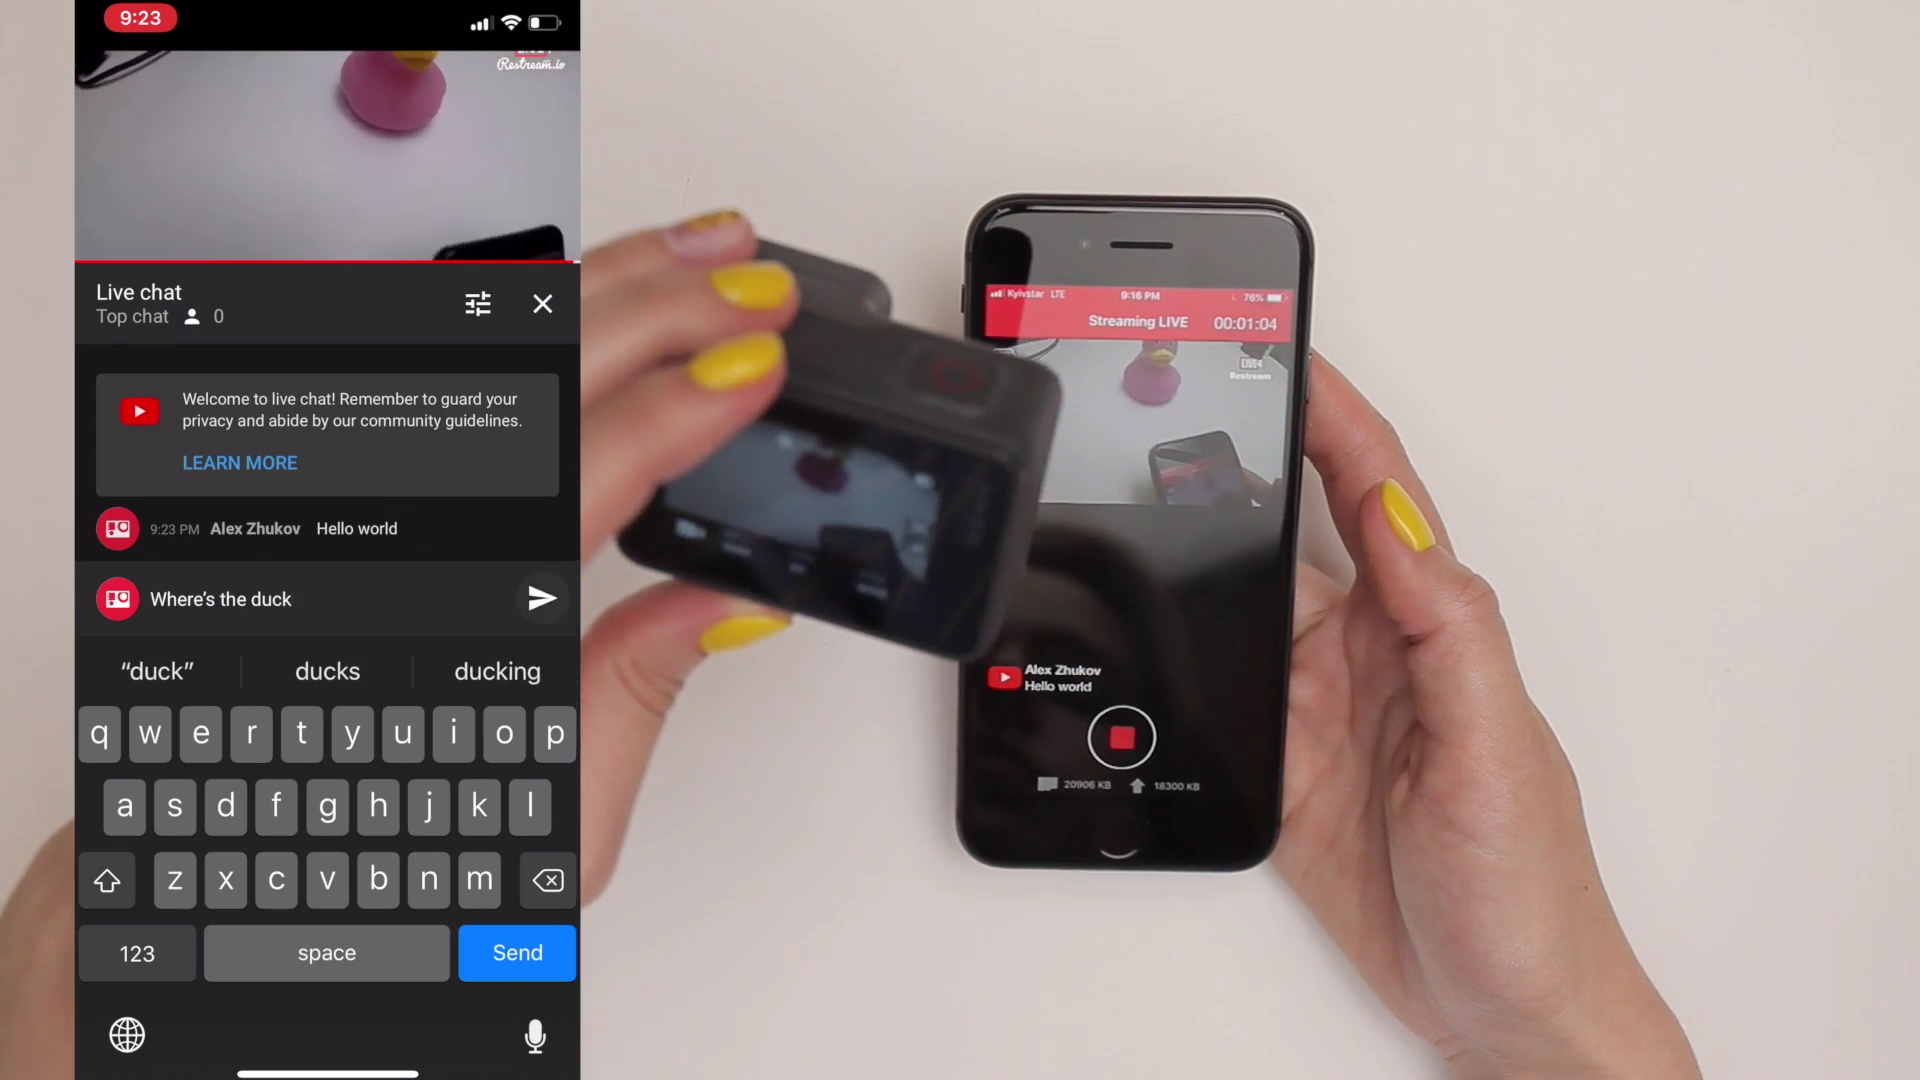 9:23
Restream.io
Live chat
Top chat 0
Welcome to live chat! Remember to guard your
privacy and abide by our community guidelines.
LEARN MORE
9:23 PM Alex Zhukov Hello world
Where's the duck
“duck” ducks ducking
q w e r t y u i o p
a s d f g h j k l
z x c v b n m
123 space Send
Kyivstar LTE 9:16 PM 76%
Streaming LIVE 00:01:04
LIVE4
Restream
Alex Zhukov
Hello world
20906 KB 18300 KB